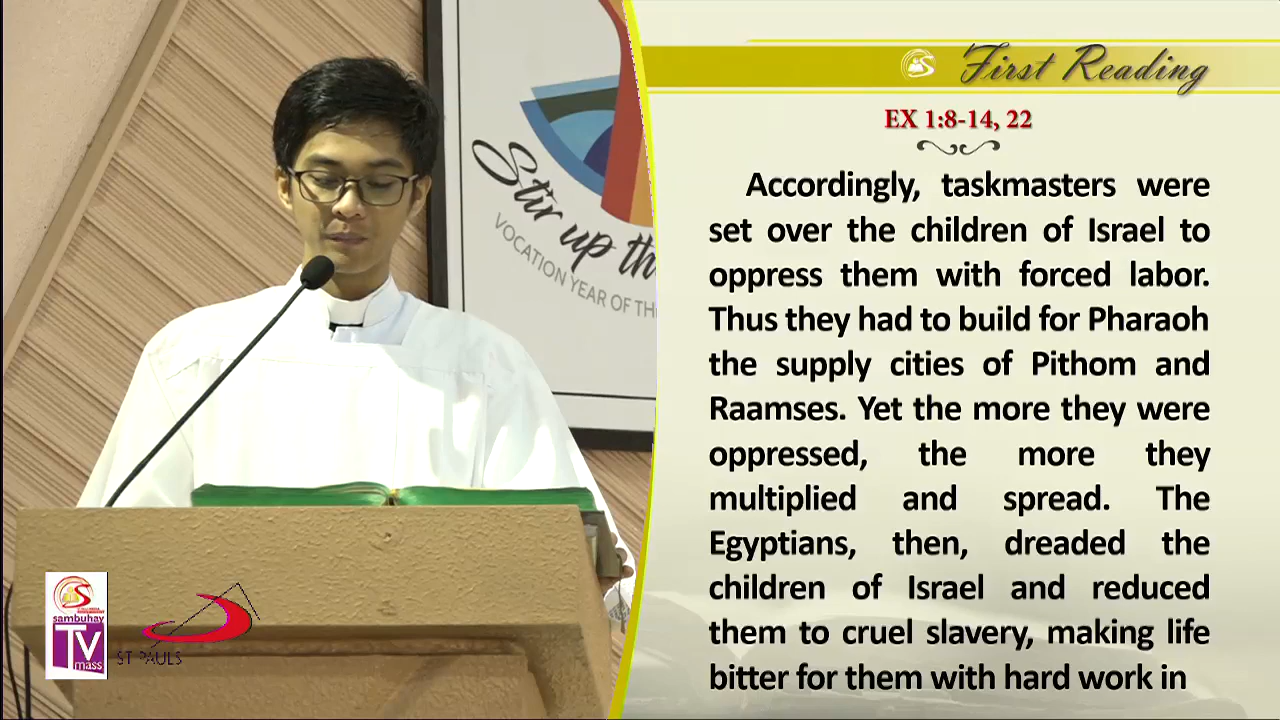 Stir up th
VOCATION YEAR OF TH
First Reading
EX 1:8-14, 22
Accordingly, taskmasters were
set over the children of Israel to
oppress them with forced labor.
Thus they had to build for Pharaoh
the supply cities of Pithom and
Raamses. Yet the more they were
oppressed, the more they
multiplied and spread. The
Egyptians, then, dreaded the
children of Israel and reduced
them to cruel slavery, making life
bitter for them with hard work in
sambuhay
TV
mass
ST PAULS